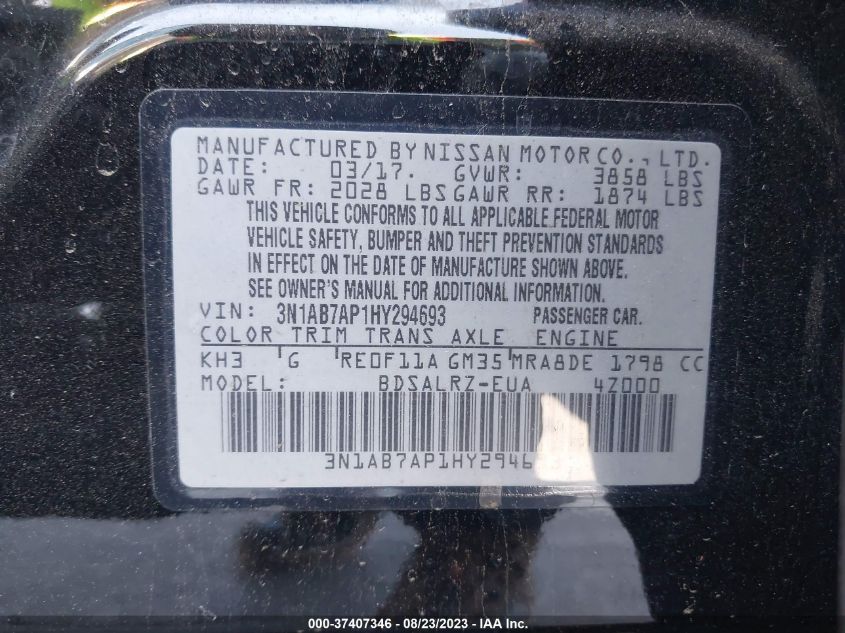 MANUFACTURED BY NISSAN MOTOR CO., LTD.
DATE: 03/17. GVWR: 3858 LBS
GAWR FR: 2028 LBS GAWR RR: 1874 LBS
THIS VEHICLE CONFORMS TO ALL APPLICABLE FEDERAL MOTOR
VEHICLE SAFETY, BUMPER AND THEFT PREVENTION STANDARDS
IN EFFECT ON THE DATE OF MANUFACTURE SHOWN ABOVE.
SEE OWNER'S MANUAL FOR ADDITIONAL INFORMATION.
VIN: 3N1AB7AP1HY294693 PASSENGER CAR.
COLOR TRIM TRANS AXLE ENGINE
KH3 G RE0F11A GM35 MRA8DE 1798 CC
MODEL: BDSALRZ-EUA 4Z000
3N1AB7AP1HY2946
000-37407346 - 08/23/2023 - IAAI.com